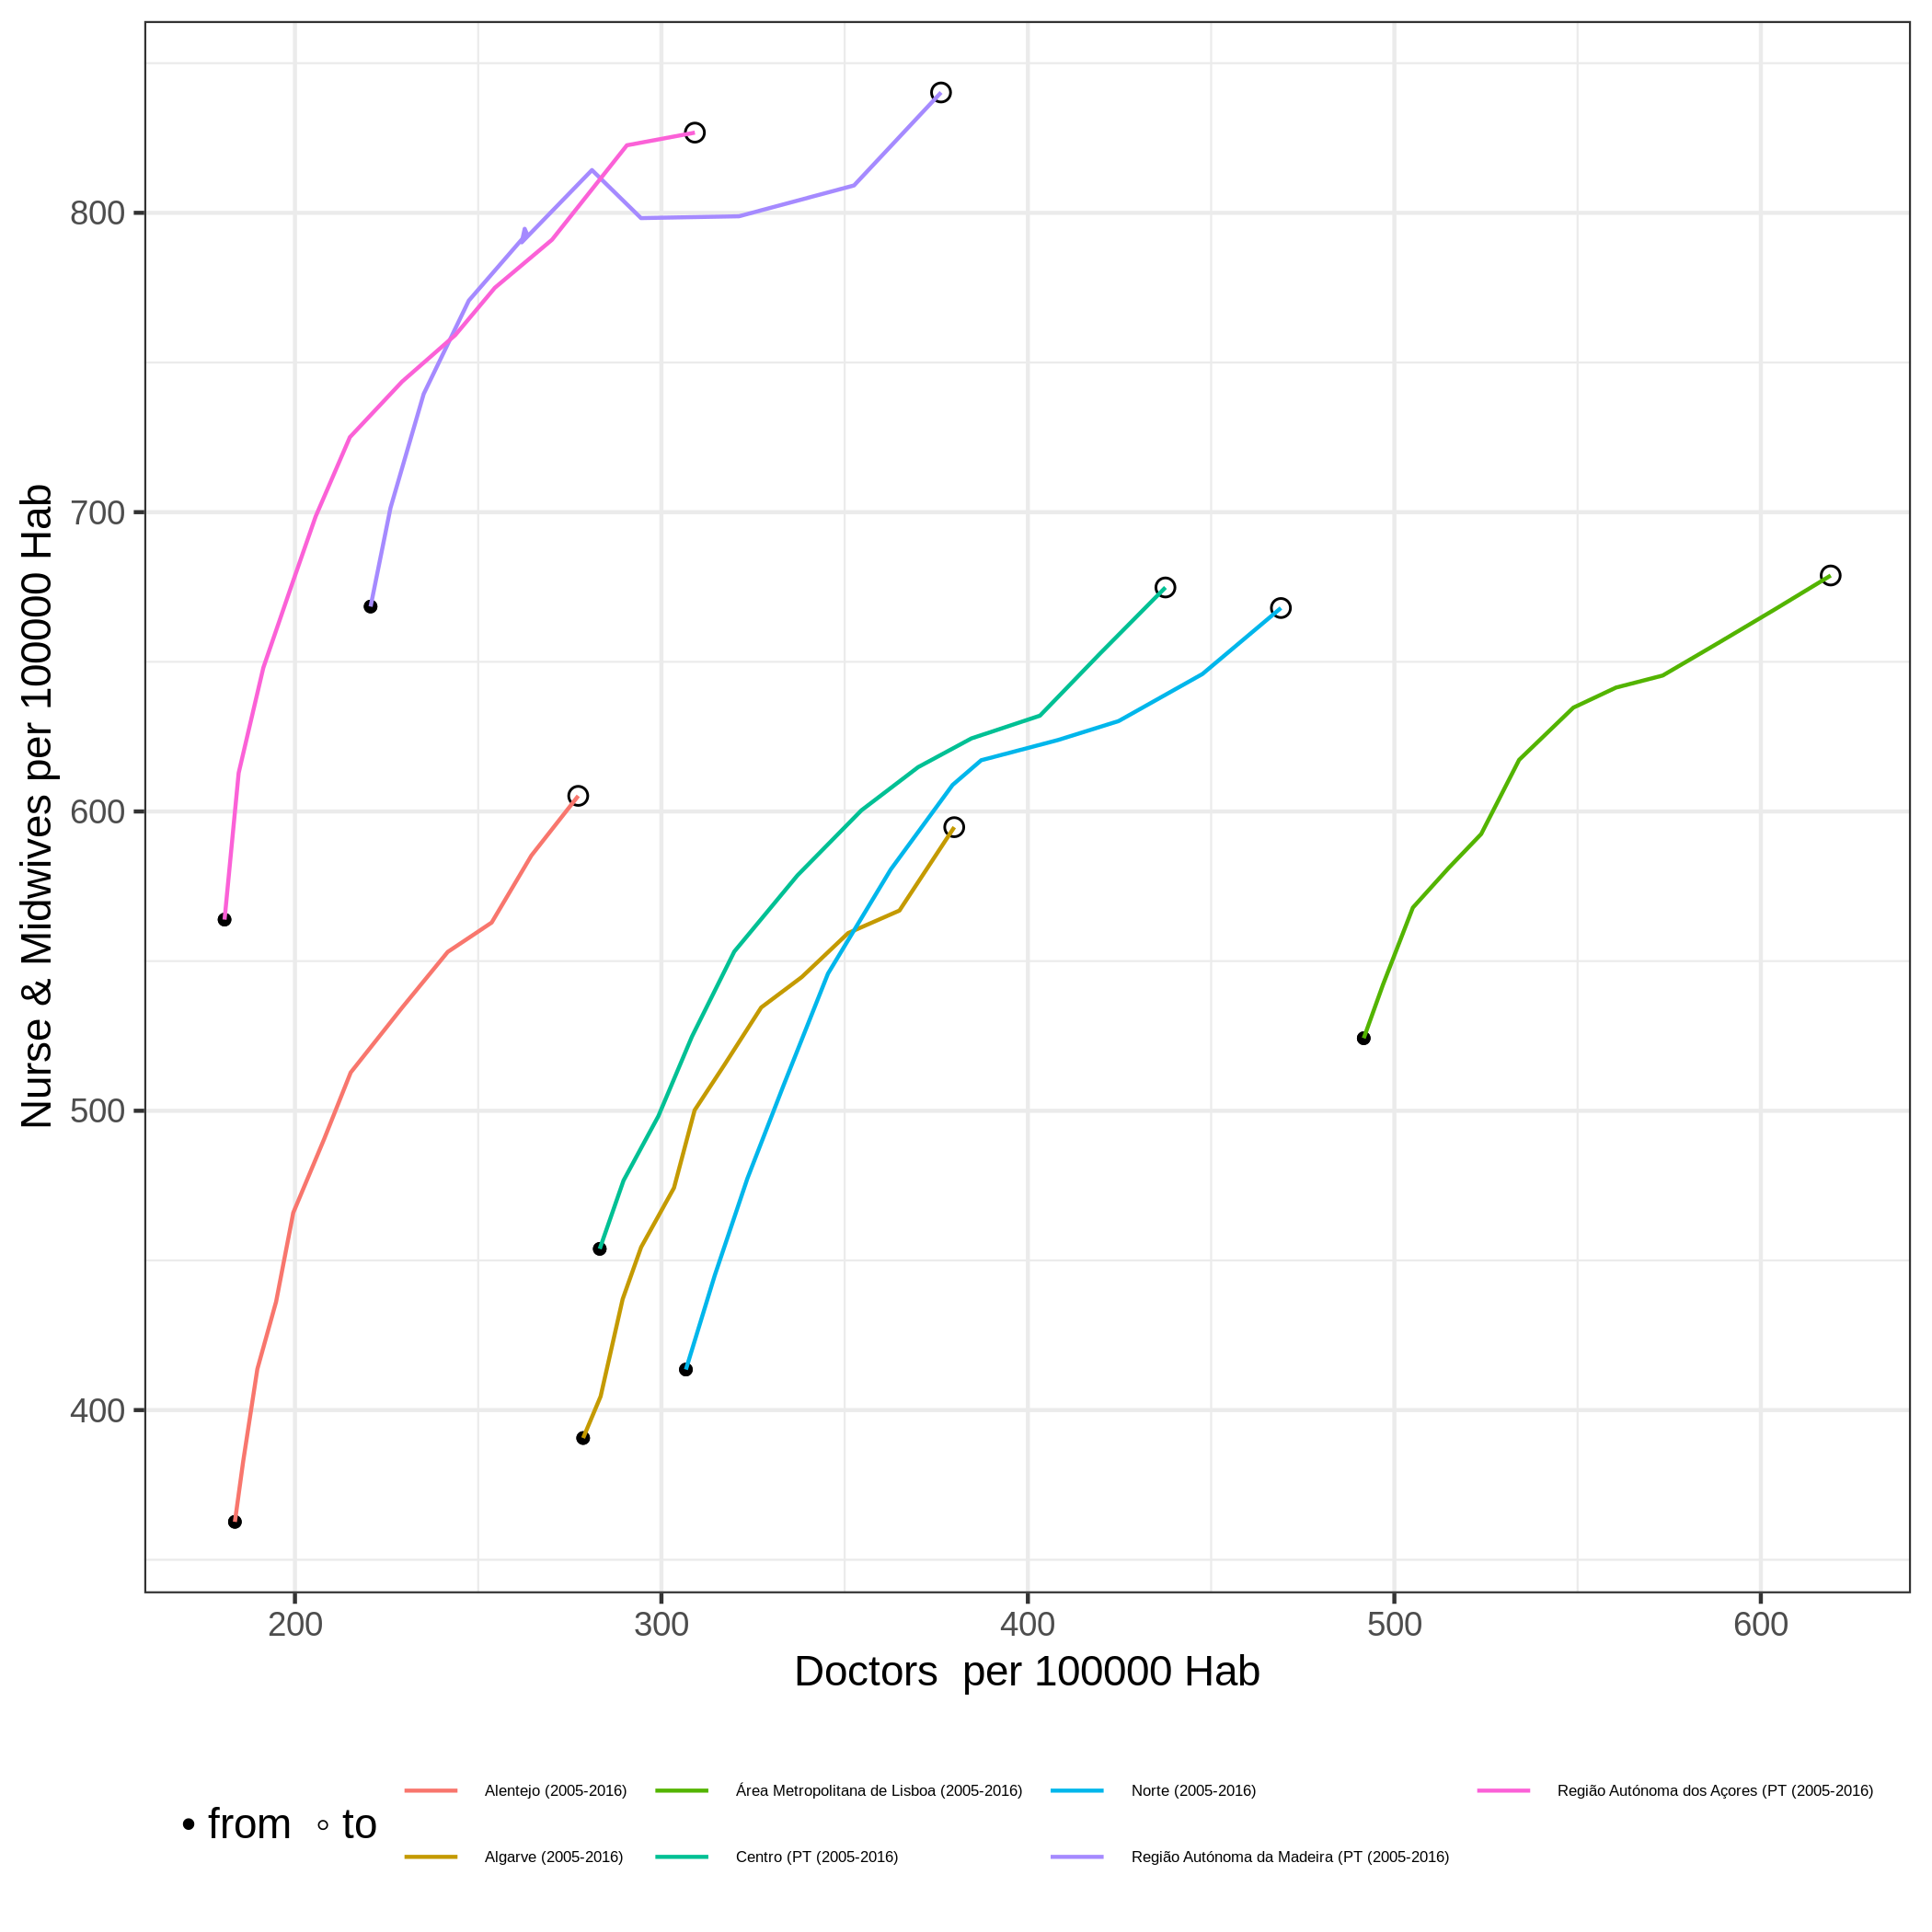 Nurse & Midwives per 100000 Hab
800
700
600
500
400
200 300 400 500 600
Doctors  per 100000 Hab
from to
Alentejo (2005-2016) Área Metropolitana de Lisboa (2005-2016) Norte (2005-2016) Região Autónoma dos Açores (PT (2005-2016)
Algarve (2005-2016) Centro (PT (2005-2016) Região Autónoma da Madeira (PT (2005-2016)